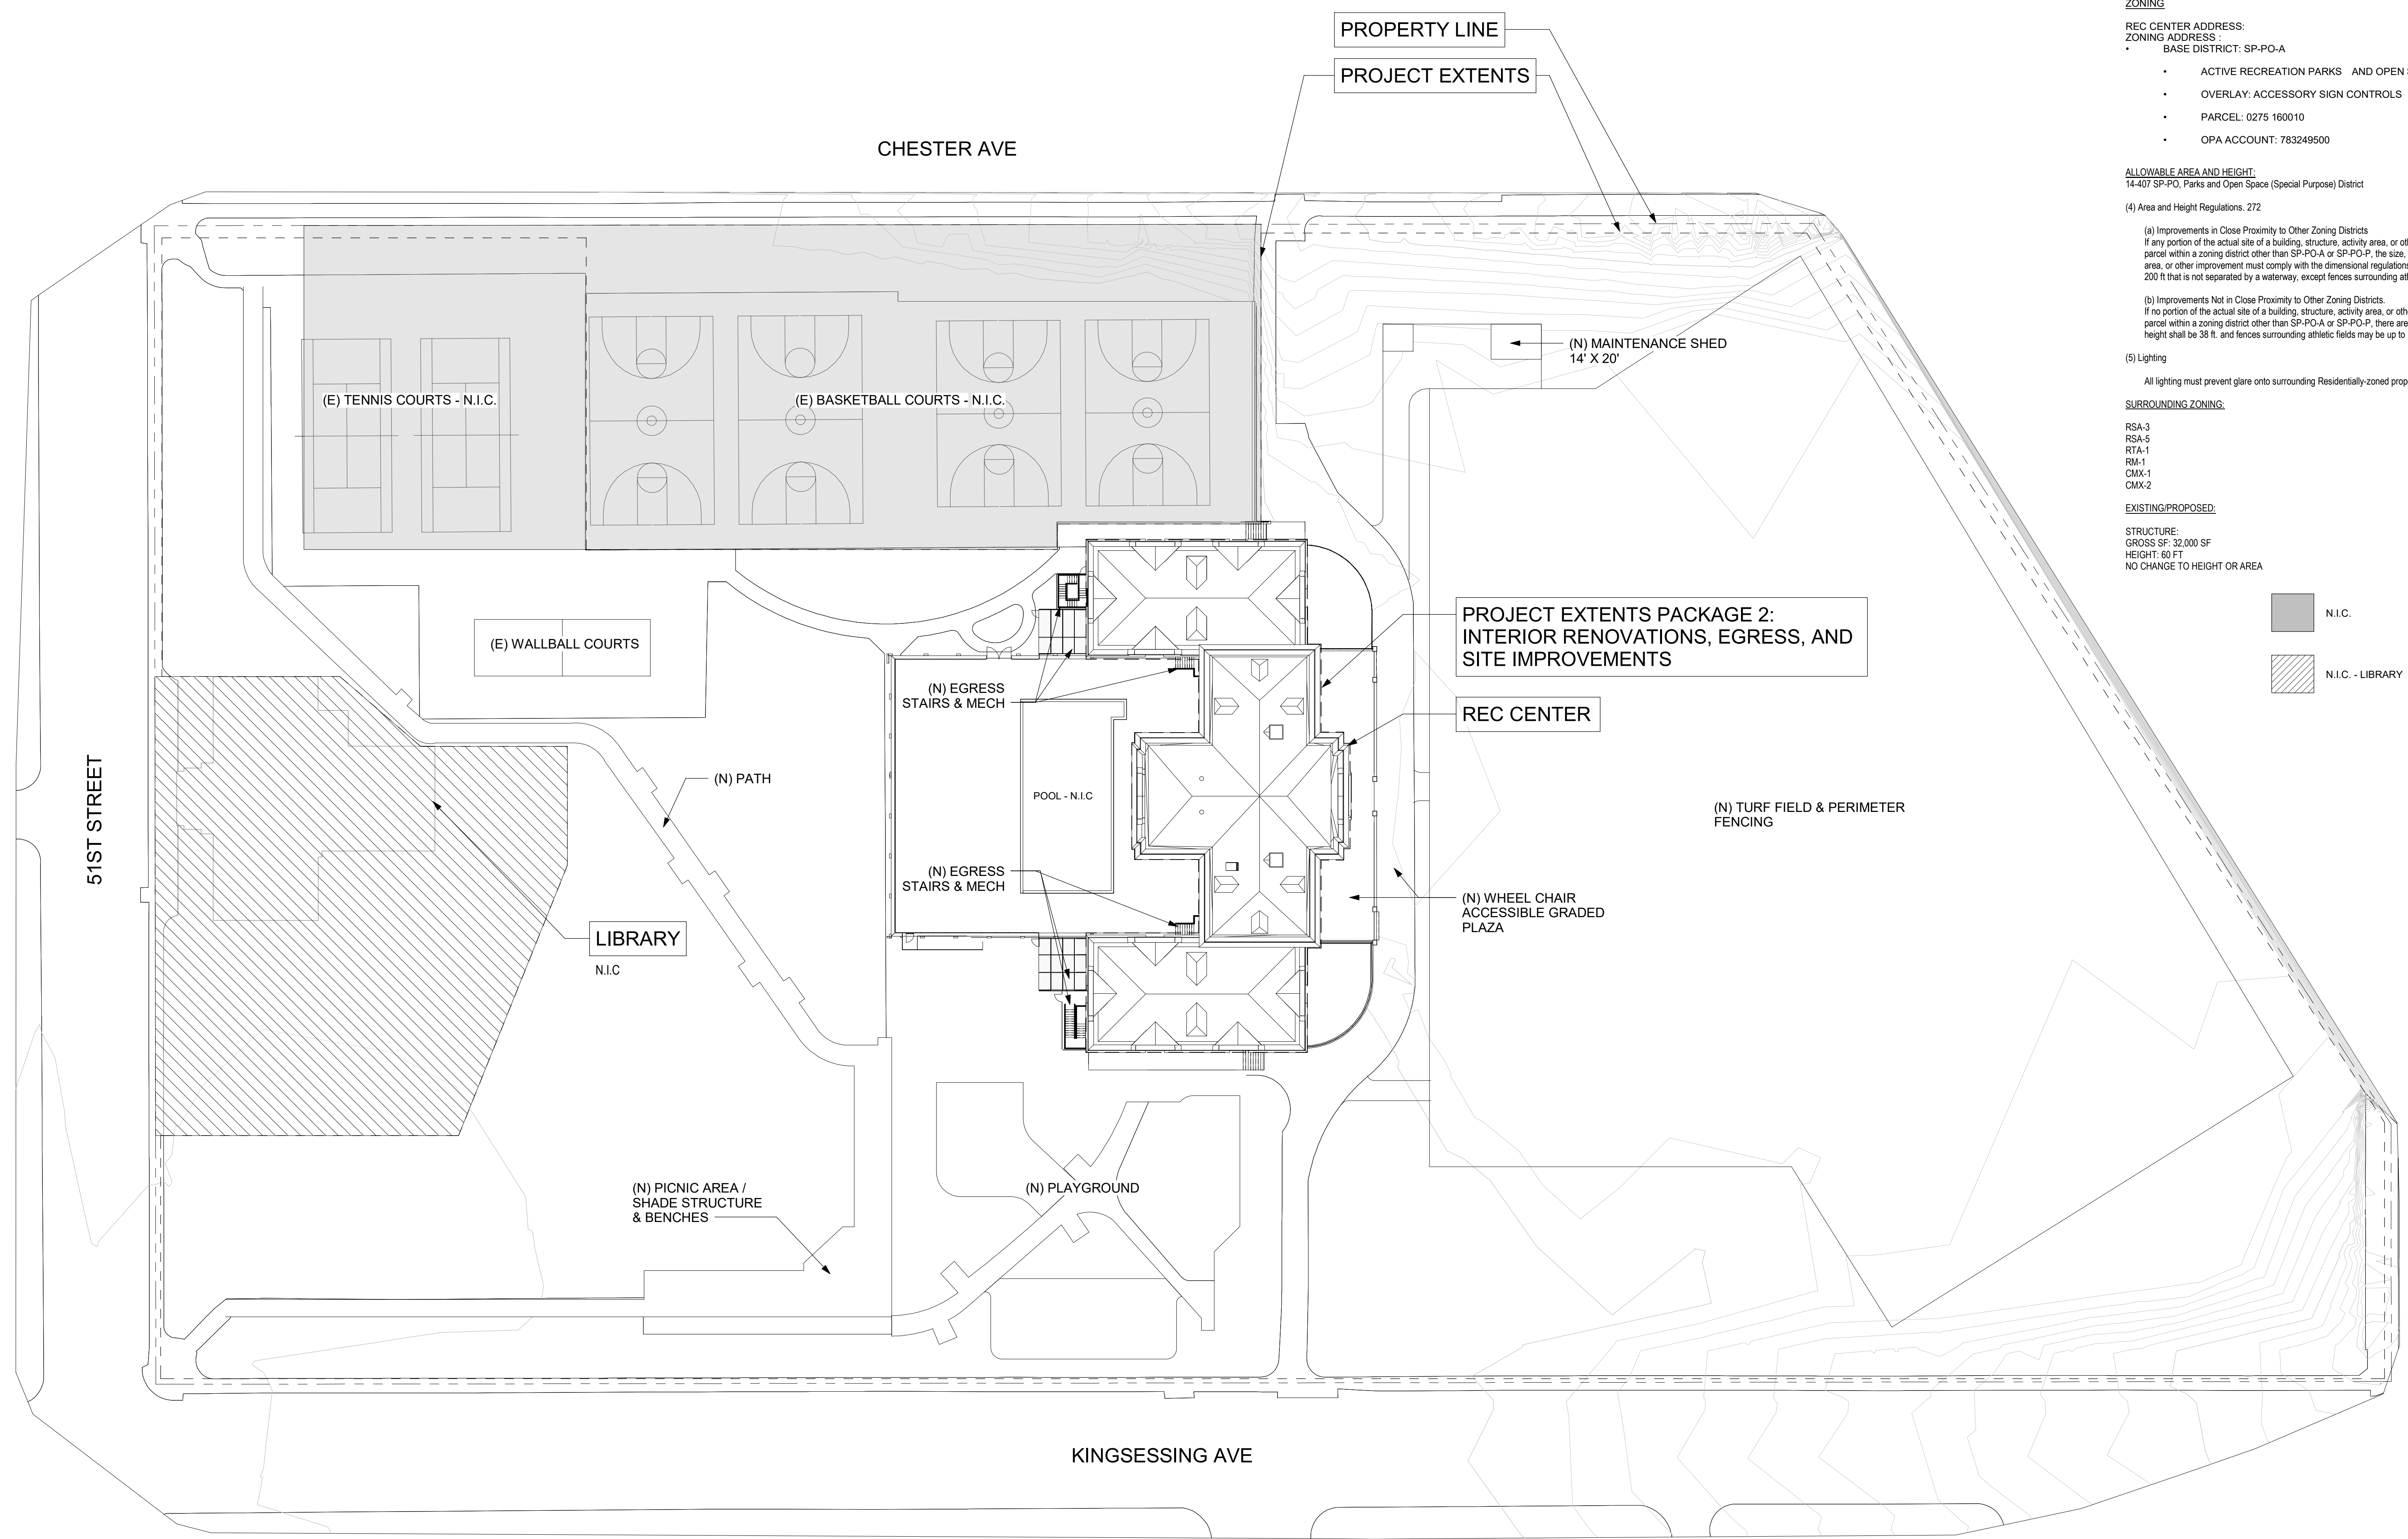 PROPERTY LINE
PROJECT EXTENTS
CHESTER AVE
(N) MAINTENANCE SHED
14' X 20'
(E) TENNIS COURTS - N.I.C.
(E) BASKETBALL COURTS - N.I.C.
PROJECT EXTENTS PACKAGE 2:
INTERIOR RENOVATIONS, EGRESS, AND
SITE IMPROVEMENTS
(E) WALLBALL COURTS
(N) EGRESS
STAIRS & MECH
REC CENTER
51ST STREET
(N) PATH
POOL - N.I.C
(N) TURF FIELD & PERIMETER
FENCING
(N) EGRESS
STAIRS & MECH
(N) WHEEL CHAIR
ACCESSIBLE GRADED
PLAZA
LIBRARY
N.I.C
(N) PICNIC AREA /
SHADE STRUCTURE
& BENCHES
(N) PLAYGROUND
KINGSESSING AVE
ZONING
REC CENTER ADDRESS:
ZONING ADDRESS :
• BASE DISTRICT: SP-PO-A
• ACTIVE RECREATION PARKS AND OPEN
• OVERLAY: ACCESSORY SIGN CONTROLS
• PARCEL: 0275 160010
• OPA ACCOUNT: 783249500
ALLOWABLE AREA AND HEIGHT:
14-407 SP-PO, Parks and Open Space (Special Purpose) District
(4) Area and Height Regulations. 272
(a) Improvements in Close Proximity to Other Zoning Districts
If any portion of the actual site of a building, structure, activity area, or
parcel within a zoning district other than SP-PO-A or SP-PO-P, the size,
area, or other improvement must comply with the dimensional regulations
200 ft that is not separated by a waterway, except fences surrounding
(b) Improvements Not in Close Proximity to Other Zoning Districts.
If no portion of the actual site of a building, structure, activity area, or
parcel within a zoning district other than SP-PO-A or SP-PO-P, there are
height shall be 38 ft. and fences surrounding athletic fields may be up to
(5) Lighting
All lighting must prevent glare onto surrounding Residentially-zoned
SURROUNDING ZONING:
RSA-3
RSA-5
RTA-1
RM-1
CMX-1
CMX-2
EXISTING/PROPOSED:
STRUCTURE:
GROSS SF: 32,000 SF
HEIGHT: 60 FT
NO CHANGE TO HEIGHT OR AREA
N.I.C.
N.I.C. - LIBRARY